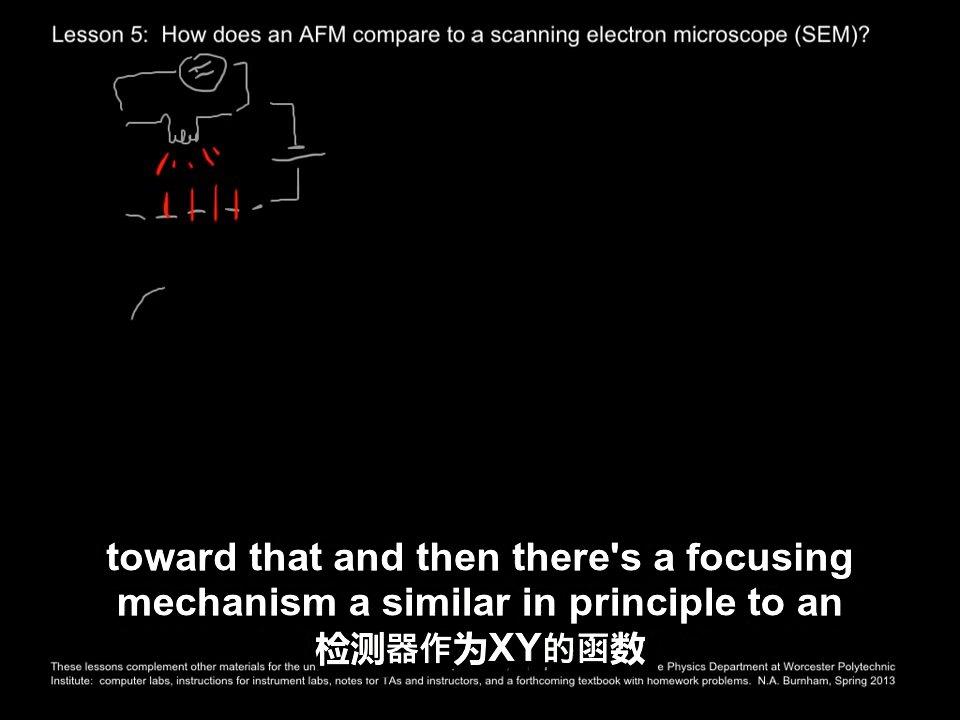 Lesson 5:  How does an AFM compare to a scanning electron microscope (SEM)?
toward that and then there's a focusing
mechanism a similar in principle to an
检测器作为XY的函数
These lessons complement other materials for the un
e Physics Department at Worcester Polytechnic
Institute:  computer labs, instructions for instrument labs, notes for TAs and instructors, and a forthcoming textbook with homework problems.  N.A. Burnham, Spring 2013